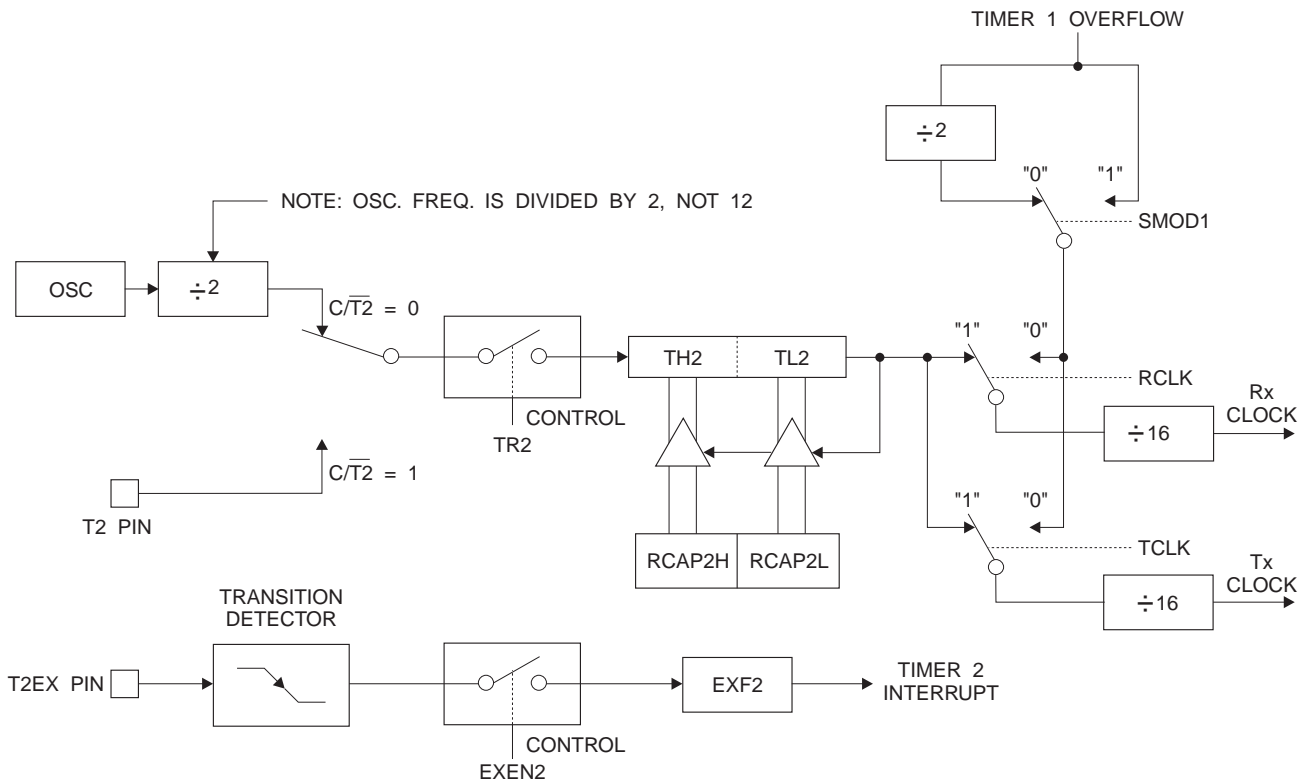 TIMER 1 OVERFLOW
÷2
"0"
"1"
NOTE: OSC. FREQ. IS DIVIDED BY 2, NOT 12
SMOD1
OSC
÷2
C/T̅2̅ = 0
"1"
"0"
TH2
TL2
RCLK
Rx
CLOCK
CONTROL
TR2
÷16
C/T̅2̅ = 1
T2 PIN
"1"
"0"
RCAP2H
RCAP2L
TCLK
Tx
CLOCK
÷16
TRANSITION
DETECTOR
T2EX PIN
EXF2
TIMER 2
INTERRUPT
CONTROL
EXEN2